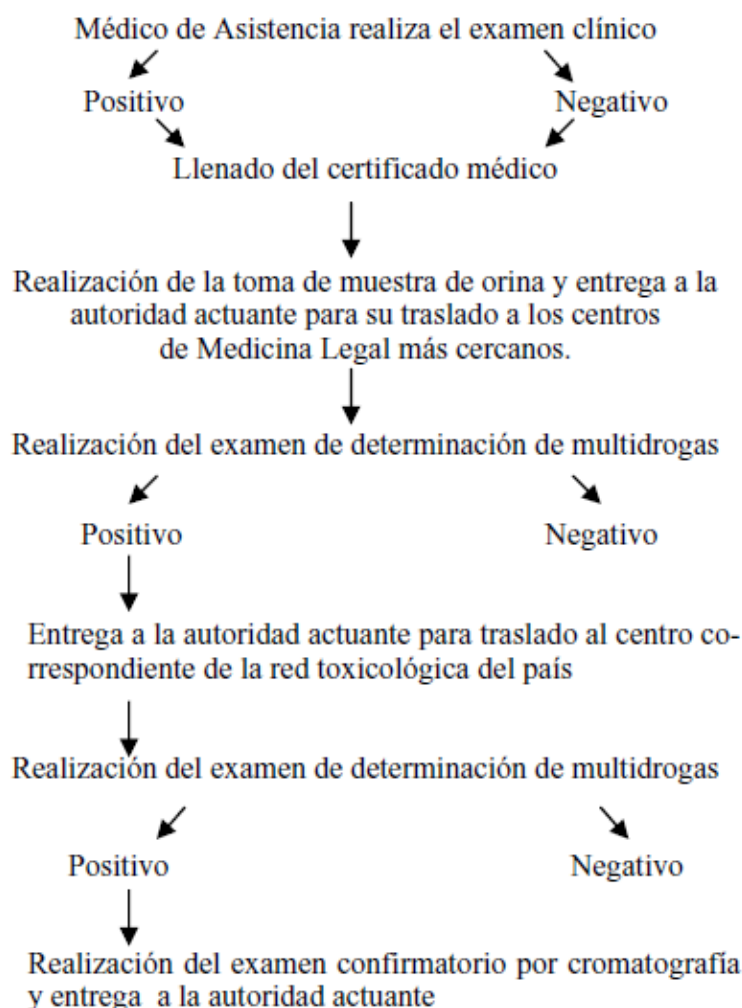 Médico de Asistencia realiza el examen clínico
Positivo
Negativo
Llenado del certificado médico
Realización de la toma de muestra de orina y entrega a la
autoridad actuante para su traslado a los centros
de Medicina Legal más cercanos.
Realización del examen de determinación de multidrogas
Positivo
Negativo
Entrega a la autoridad actuante para traslado al centro co-
rrespondiente de la red toxicológica del país
Realización del examen de determinación de multidrogas
Positivo
Negativo
Realización del examen confirmatorio por cromatografía
y entrega a la autoridad actuante